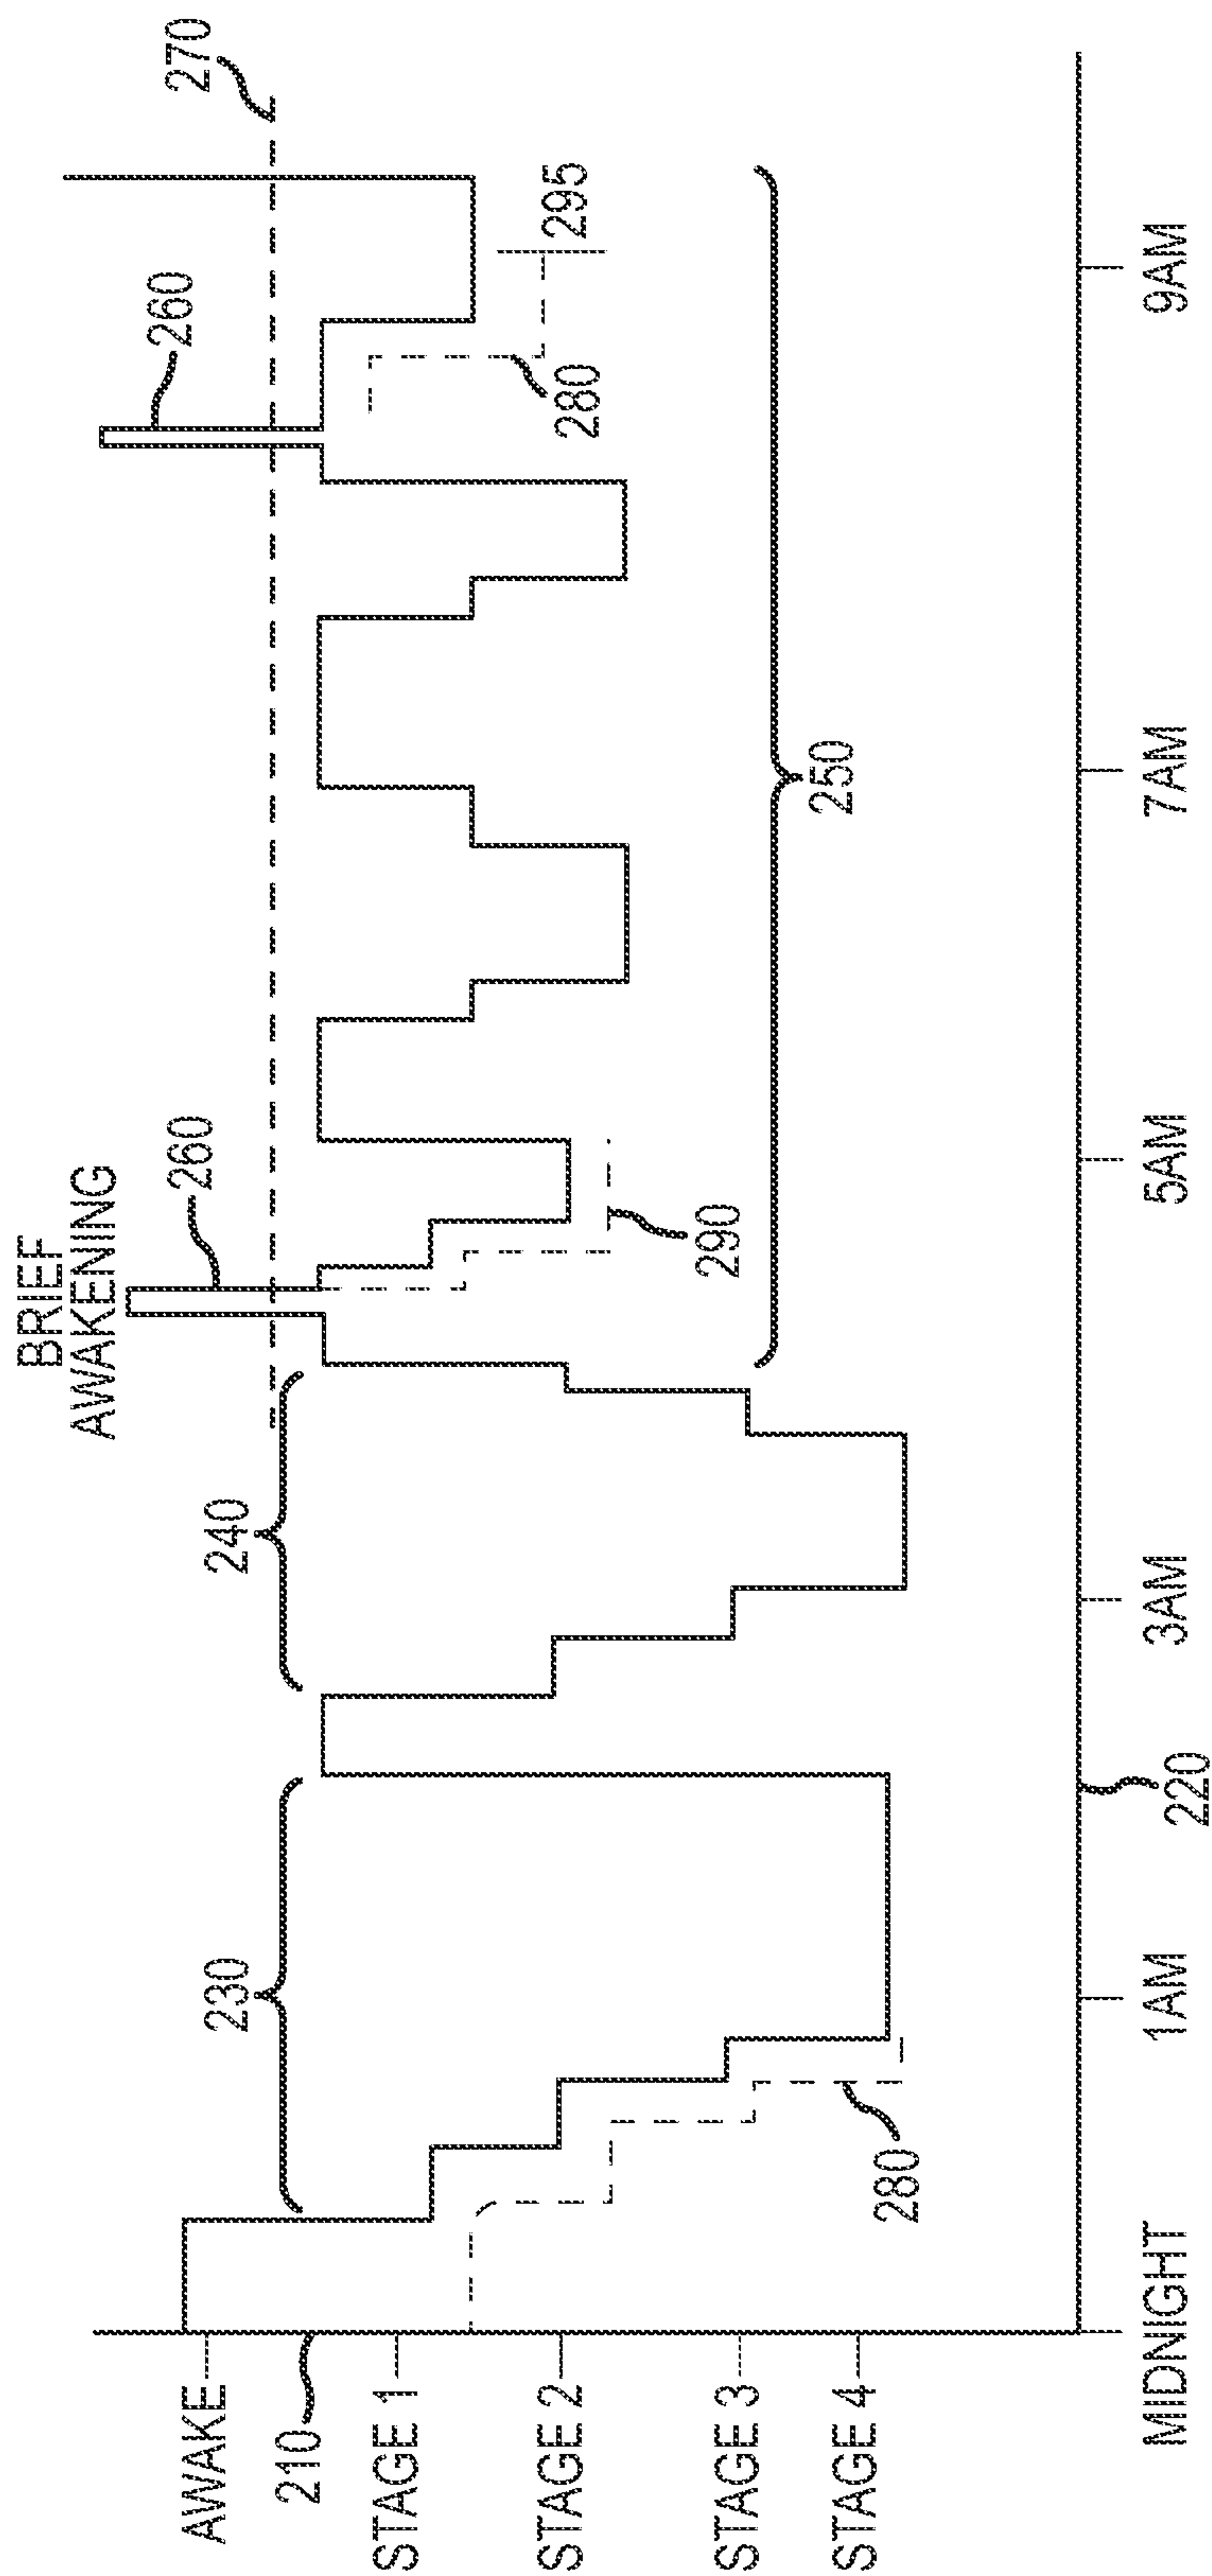 BRIEF
AWAKENING
270
260
260
240
230
AWAKE
210
STAGE 1
STAGE 2
STAGE 3
STAGE 4
295
280
290
280
250
220
MIDNIGHT
1AM
3AM
5AM
7AM
9AM